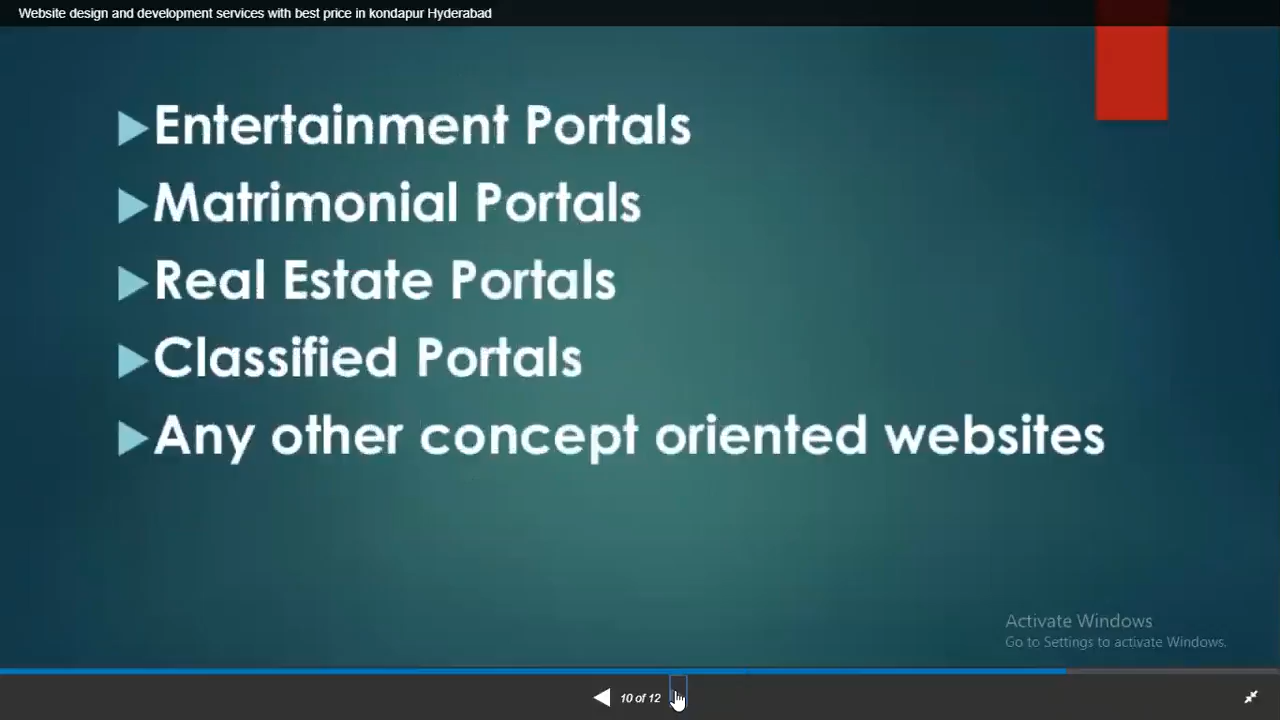 Website design and development services with best price in kondapur Hyderabad
Entertainment Portals
Matrimonial Portals
Real Estate Portals
Classified Portals
Any other concept oriented websites
Activate Windows
Go to Settings to activate Windows.
10 of 12